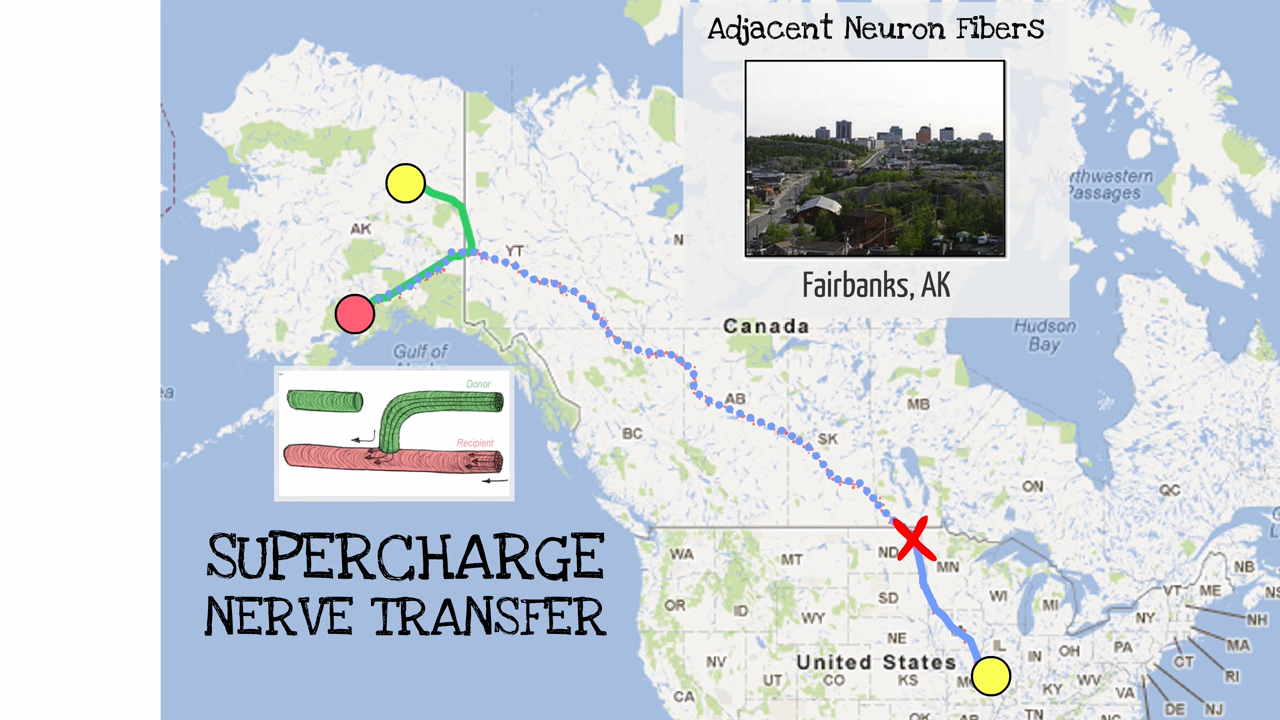 Adjacent Neuron Fibers
Fairbanks, AK
Northwestern
Passages
AK
YT
Canada
Hudson
Bay
Gulf of
Donor
Recipient
AB
MB
BC
SK
ON
QC
SUPERCHARGE
NERVE TRANSFER
WA
MT
ND
MN
NB
OR
ID
SD
WI
MI
VT
ME
NS
WY
NY
NH
NE
IL
IN
OH
PA
MA
NV
United States
CT
UT
CO
KS
KY
WV
RI
CA
VA
OK
AR
TN
NC
DE
NJ